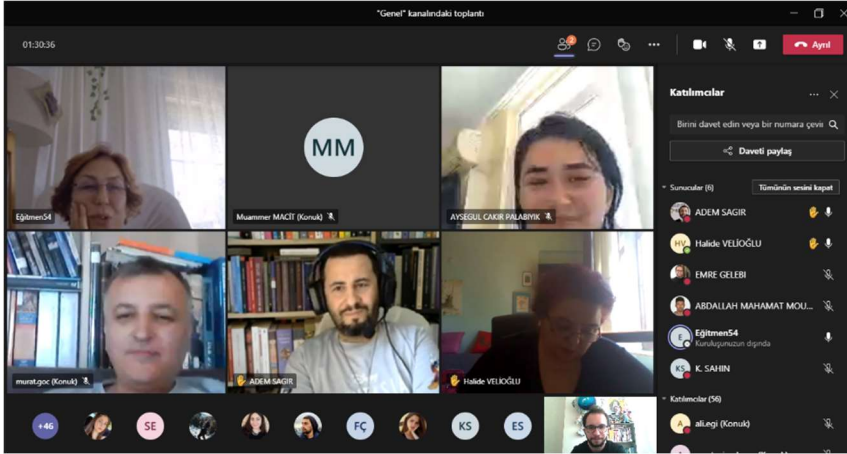 "Genel" kanalındaki toplantı
01:30:36
2
Ayrıl
Eğitmen54
MM
Muammer MACİT (Konuk)
AYSEGUL CAKIR PALABIYIK
murat.goc (Konuk)
ADEM SAGIR
Halide VELİOĞLU
+46
SE
FÇ
KS
ES
Katılımcılar
Birini davet edin veya bir numara çevir
Daveti paylaş
Sunucular (6)
Tümünün sesini kapat
ADEM SAGIR
HV
Halide VELİOĞLU
EMRE GELEBI
ABDALLAH MAHAMAT MOU...
E
Eğitmen54
Kuruluşunuzun dışında
KS
K. SAHIN
Katılımcılar (56)
A
ali.egi (Konuk)